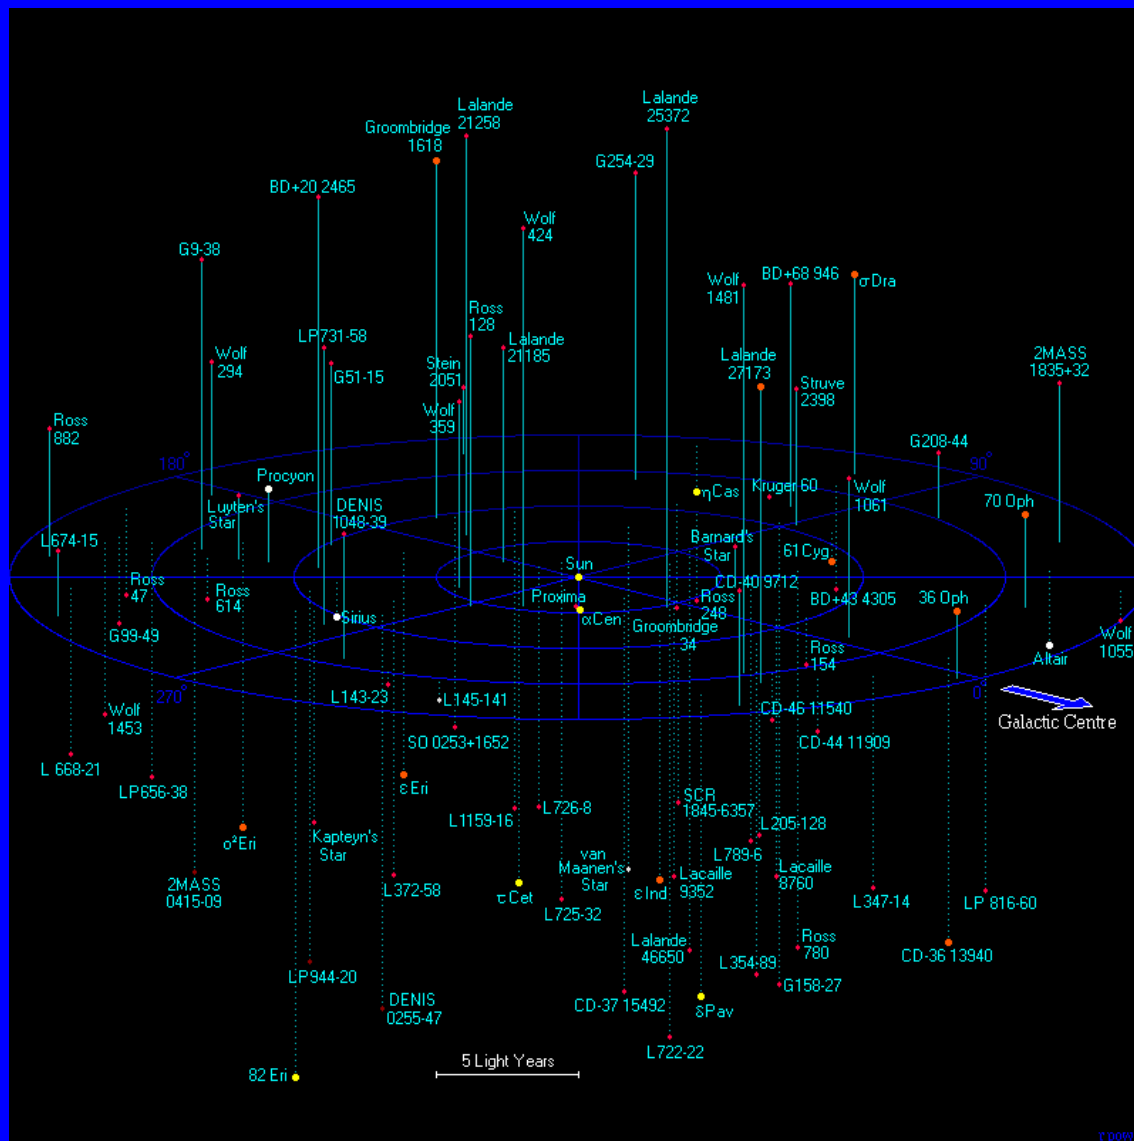 Lalande
25372
Lalande
21258
Groombridge
1618
G254-29
BD+20 2465
Wolf
424
G9-38
Wolf
1481
BD+68 946
σDra
Ross
128
LP731-58
Lalande
21185
Wolf
294
G51-15
Stein
2051
Lalande
27173
2MASS
1835+32
Struve
2398
Wolf
359
Ross
882
G208-44
180°
90°
Procyon
Luyten's
Star
DENIS
1048-39
ηCas
Kruger 60
Wolf
1061
70 Oph
L674-15
Barnard's
Star
61Cyg
Sun
Ross
47
Ross
614
CD-40 9712
Proxima
αCen
Ross
248
BD+43 4305
36 Oph
Sirius
G99-49
Groombridge
34
Wolf
1055
Altair
Ross
154
270°
L143-23
L145-141
0°
Galactic Centre
Wolf
1453
CD-46 11540
SO 0253+1652
CD-44 11909
L 668-21
LP656-38
εEri
SCR
1845-6357
L1159-16
L726-8
L205-128
Kapteyn's
Star
ο²Eri
L789-6
van
Maanen's
Star
Lacaille
9352
Lacaille
8760
2MASS
0415-09
L372-58
τCet
εInd
L347-14
LP 816-60
L725-32
Lalande
46650
Ross
780
CD-36 13940
LP944-20
L354-89
G158-27
DENIS
0255-47
CD-37 15492
δPav
L722-22
5 Light Years
82 Eri